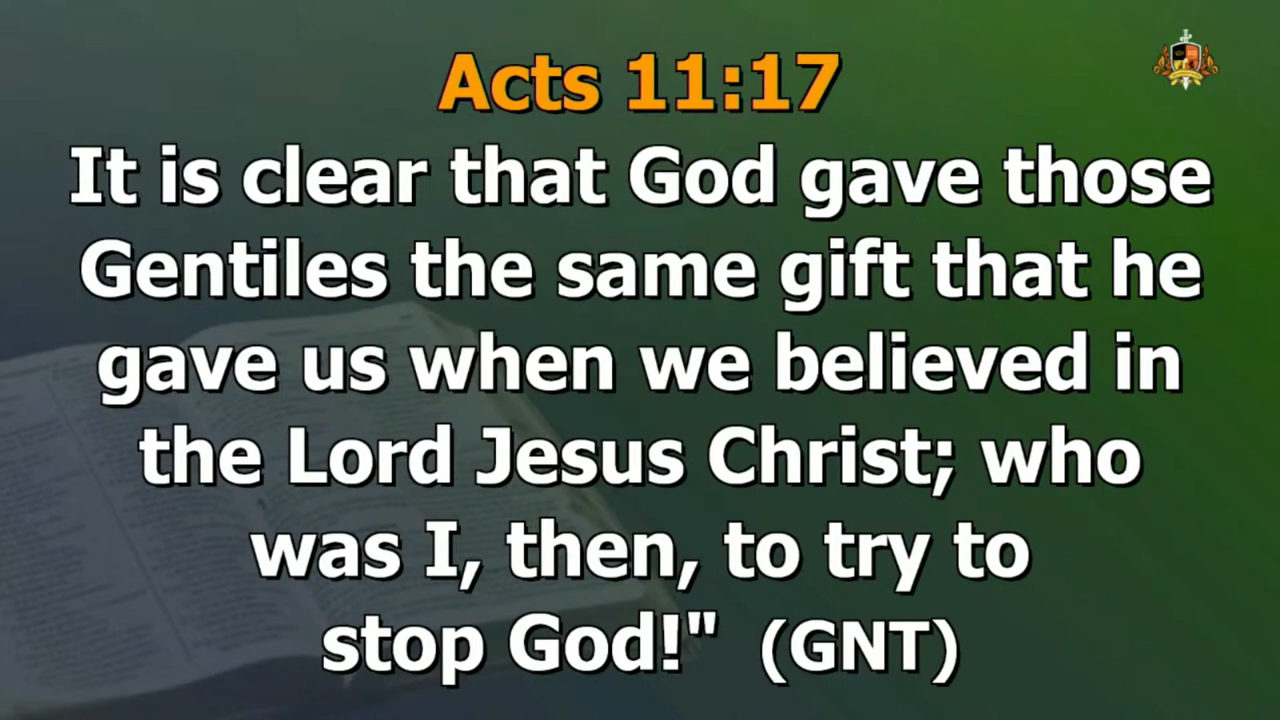 Acts 11:17
It is clear that God gave those
Gentiles the same gift that he
gave us when we believed in
the Lord Jesus Christ; who
was I, then, to try to
stop God!" (GNT)